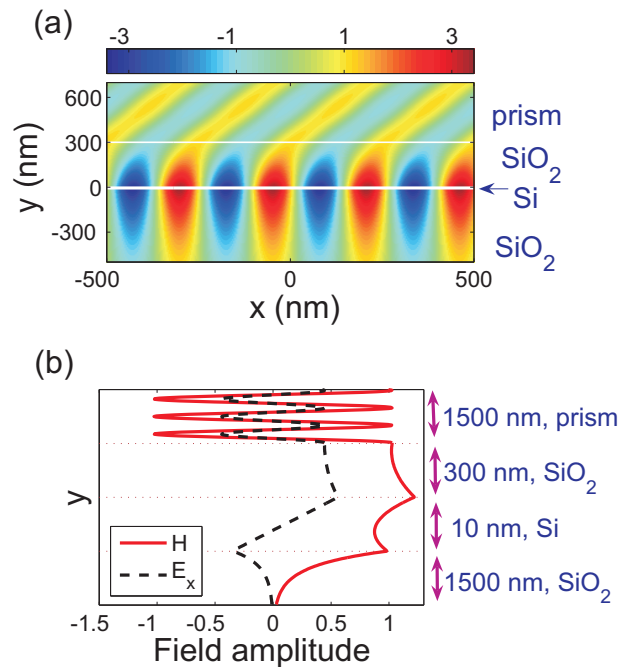 (a)
-3 -1 1 3
600
300
0
-300
y (nm)
prism
SiO2
Si
SiO2
-500 0 500
x (nm)
(b)
y
H
Ex
1500 nm, prism
300 nm, SiO2
10 nm, Si
1500 nm, SiO2
-1.5 -1 -0.5 0 0.5 1
Field amplitude